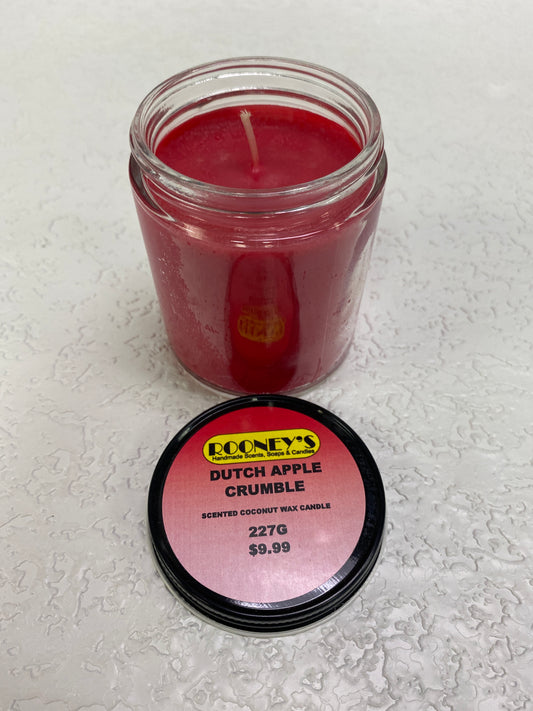 ROONEY'S
Handmade Scents, Soaps & Candles
DUTCH APPLE
CRUMBLE
SCENTED COCONUT WAX CANDLE
227G
$9.99